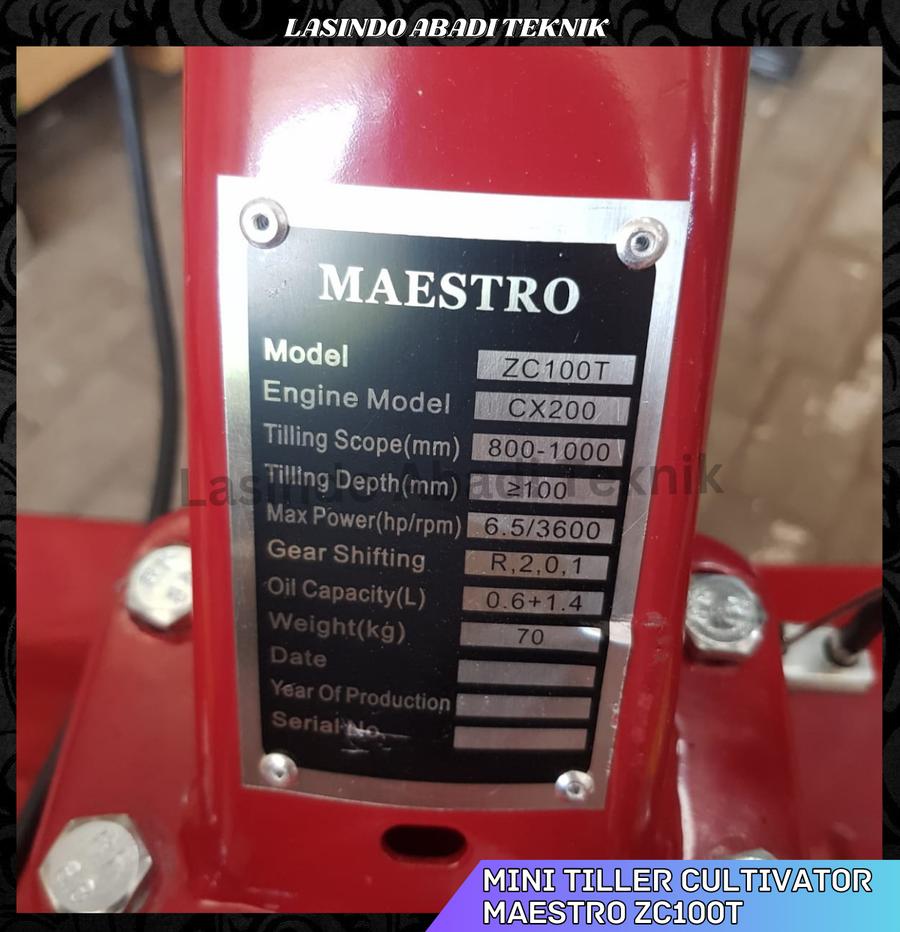 LASINDO ABADI TEKNIK
MAESTRO
Model ZC100T
Engine Model CX200
Tilling Scope(mm) 800-1000
Tilling Depth(mm) ≥100
Lasindo Abadi Teknik
Max Power(hp/rpm) 6.5/3600
Gear Shifting R,2,0,1
Oil Capacity(L) 0.6+1.4
Weight(kg) 70
Date
Year Of Production
Serial No.
MINI TILLER CULTIVATOR
MAESTRO ZC100T